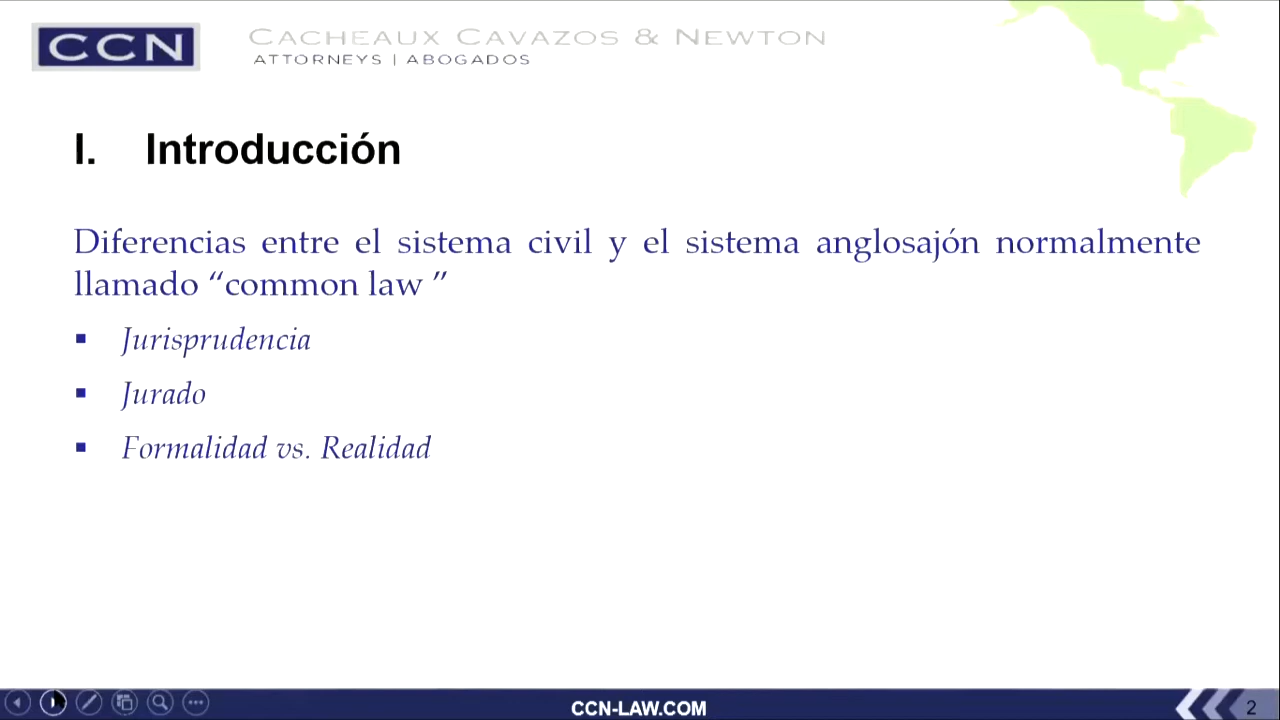 CCN
CACHEAUX CAVAZOS & NEWTON
ATTORNEYS | ABOGADOS
I. Introducción
Diferencias entre el sistema civil y el sistema anglosajón normalmente
llamado “common law ”
▪ Jurisprudencia
▪ Jurado
▪ Formalidad vs. Realidad
CCN-LAW.COM
2